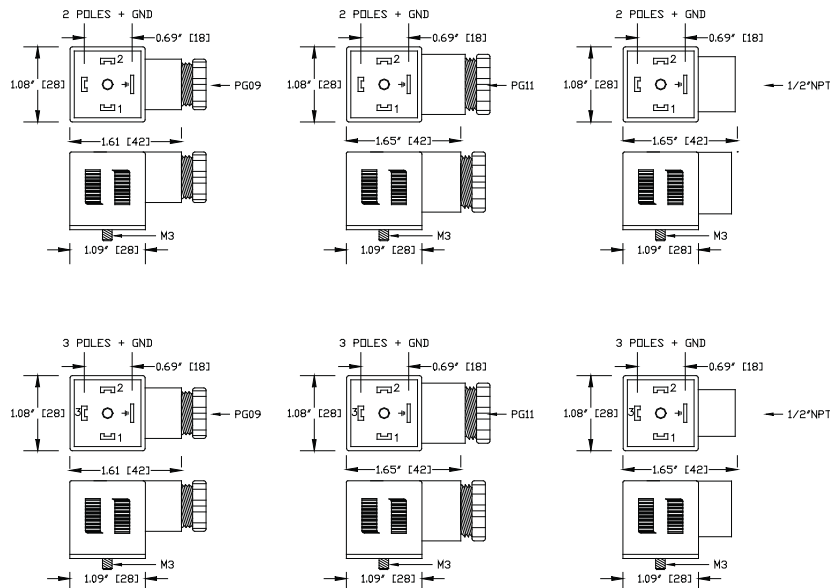 2 POLES + GND
0.69" [18]
2
1.08" [28]
1
PG09
1.61 [42]
M3
1.09" [28]
2 POLES + GND
0.69" [18]
2
1.08" [28]
1
PG11
1.65" [42]
M3
1.09" [28]
2 POLES + GND
0.69" [18]
2
1.08" [28]
1
1/2"NPT
1.65" [42]
M3
1.09" [28]
3 POLES + GND
0.69" [18]
2
1.08" [28]
3
1
PG09
1.61 [42]
M3
1.09" [28]
3 POLES + GND
0.69" [18]
2
1.08" [28]
3
1
PG11
1.65" [42]
M3
1.09" [28]
3 POLES + GND
0.69" [18]
2
1.08" [28]
3
1
1/2"NPT
1.65" [42]
M3
1.09" [28]